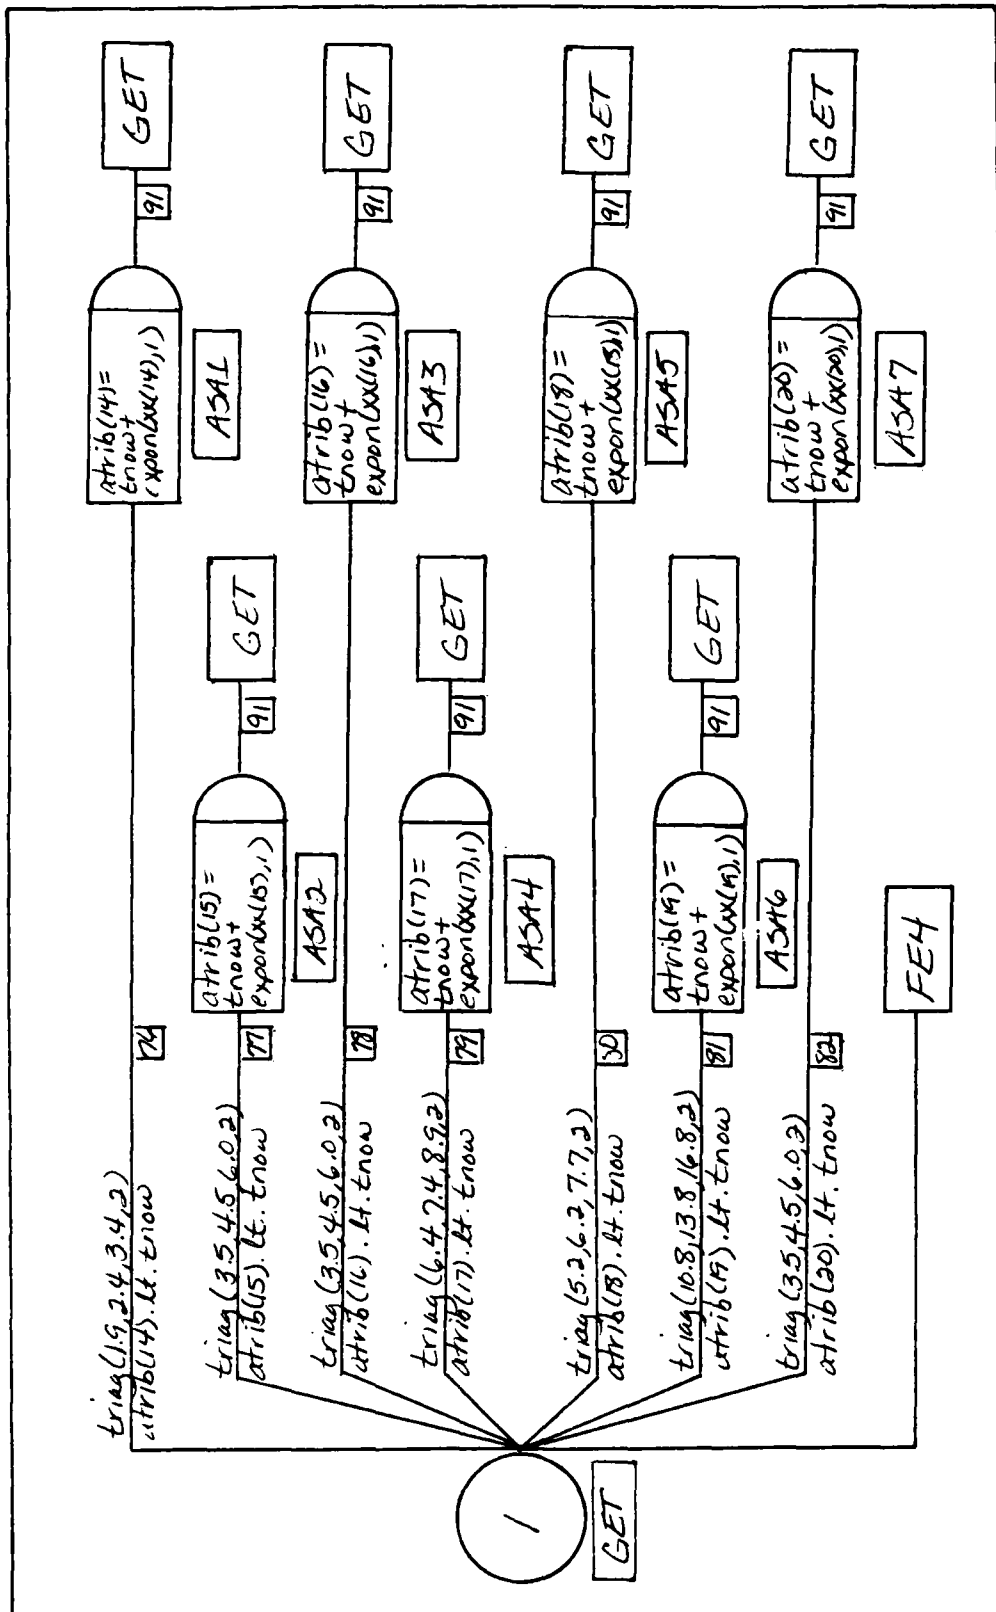 triag(1.9,2.4,3.4,2)
atrib(14).lt.tnow
76
atrib(14)=
tnow+
expon(xx(14),1)
ASA1
91
GET
triag(3.5,4.5,6.0,2)
atrib(15).lt.tnow
77
atrib(15)=
tnow+
expon(xx(15),1)
ASA2
91
GET
triag(3.5,4.5,6.0,2)
atrib(16).lt.tnow
78
atrib(16)=
tnow+
expon(xx(16),1)
ASA3
91
GET
triag(6.4,7.4,8.9,2)
atrib(17).lt.tnow
79
atrib(17)=
tnow+
expon(xx(17),1)
ASA4
91
GET
triag(5.2,6.2,7.7,2)
atrib(18).lt.tnow
80
atrib(18)=
tnow+
expon(xx(18),1)
ASA5
91
GET
triag(10.8,13.8,16.8,2)
atrib(19).lt.tnow
81
atrib(19)=
tnow+
expon(xx(19),1)
ASA6
91
GET
triag(3.5,4.5,6.0,2)
atrib(20).lt.tnow
82
atrib(20)=
tnow+
expon(xx(20),1)
ASA7
91
GET
1
GET
FE4